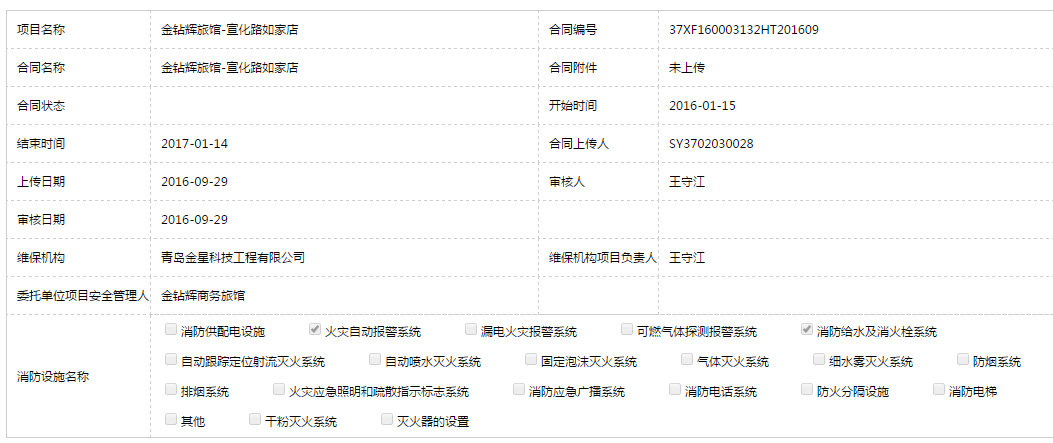 项目名称 金钻辉旅馆-宣化路如家店 合同编号 37XF160003132HT201609
合同名称 金钻辉旅馆-宣化路如家店 合同附件 未上传
合同状态 开始时间 2016-01-15
结束时间 2017-01-14 合同上传人 SY3702030028
上传日期 2016-09-29 审核人 王守江
审核日期 2016-09-29
维保机构 青岛金星科技工程有限公司 维保机构项目负责人 王守江
委托单位项目安全管理人 金钻辉商务旅馆
消防供配电设施 火灾自动报警系统 漏电火灾报警系统 可燃气体探测报警系统 消防给水及消火栓系统
自动跟踪定位射流灭火系统 自动喷水灭火系统 固定泡沫灭火系统 气体灭火系统 细水雾灭火系统 防烟系统
消防设施名称
排烟系统 火灾应急照明和疏散指示标志系统 消防应急广播系统 消防电话系统 防火分隔设施 消防电梯
其他 干粉灭火系统 灭火器的设置